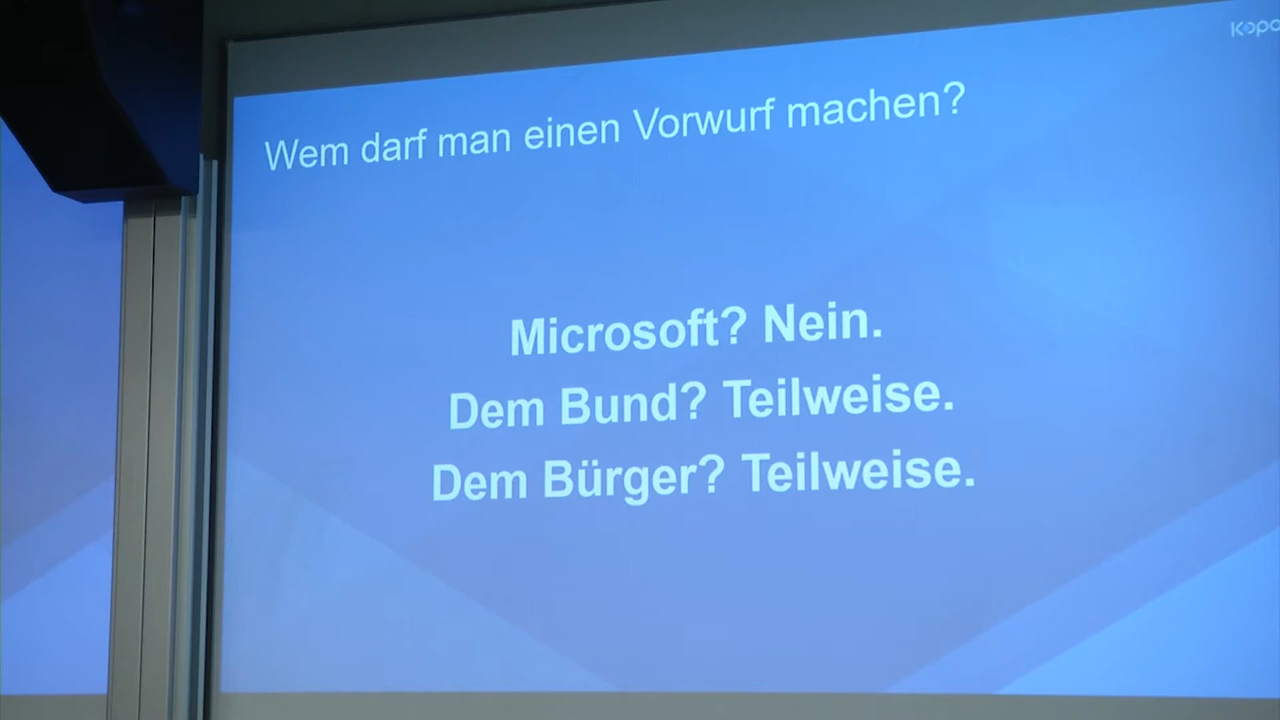 Wem darf man einen Vorwurf machen?
Microsoft? Nein.
Dem Bund? Teilweise.
Dem Bürger? Teilweise.